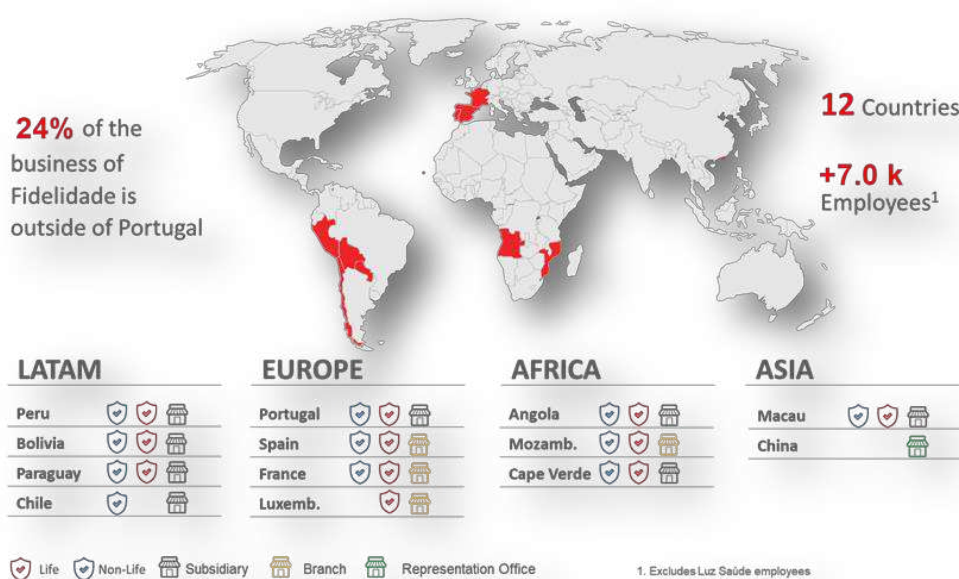 24% of the
business of
Fidelidade is
outside of Portugal
12 Countries
+7.0 k
Employees1
LATAM
Peru
Bolivia
Paraguay
Chile
EUROPE
Portugal
Spain
France
Luxemb.
AFRICA
Angola
Mozamb.
Cape Verde
ASIA
Macau
China
Life Non-Life Subsidiary Branch Representation Office
1. Excludes Luz Saúde employees